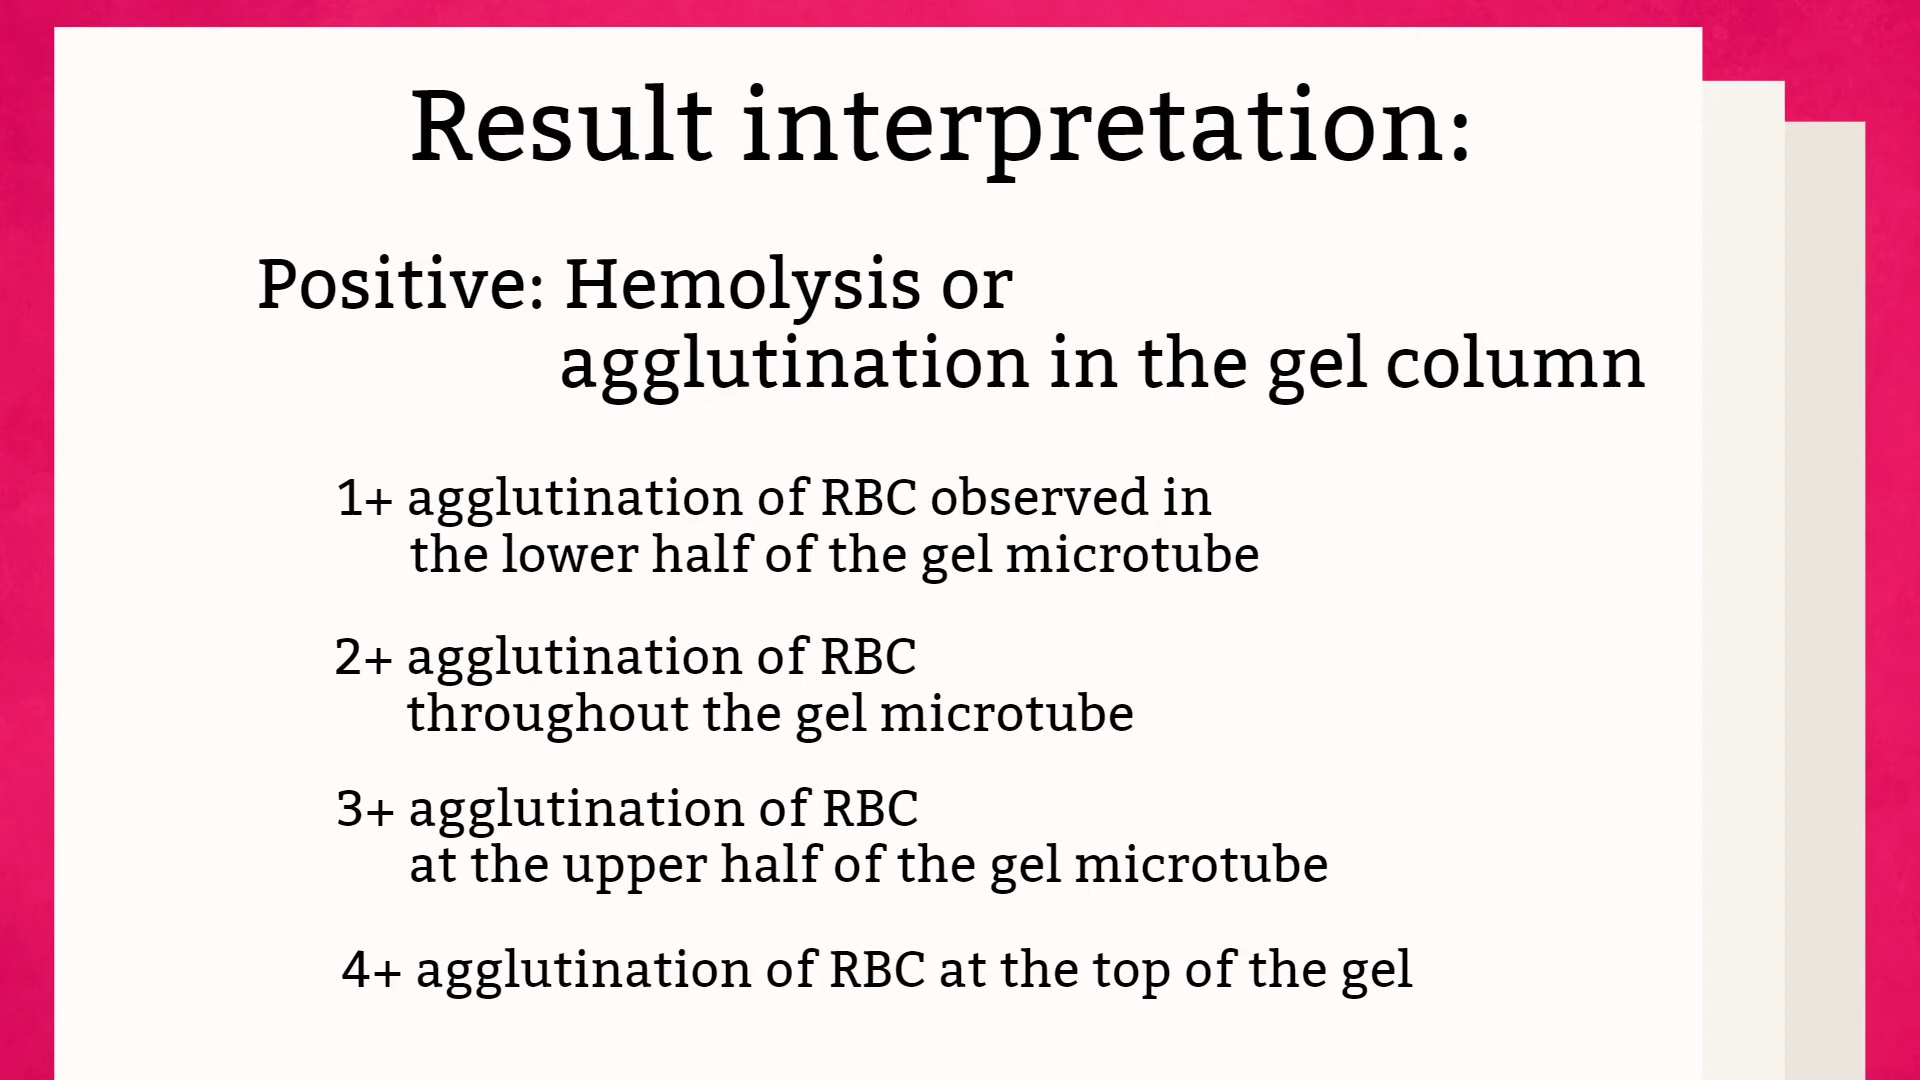 Result interpretation:
Positive: Hemolysis or
agglutination in the gel column
1+ agglutination of RBC observed in
the lower half of the gel microtube
2+ agglutination of RBC
throughout the gel microtube
3+ agglutination of RBC
at the upper half of the gel microtube
4+ agglutination of RBC at the top of the gel